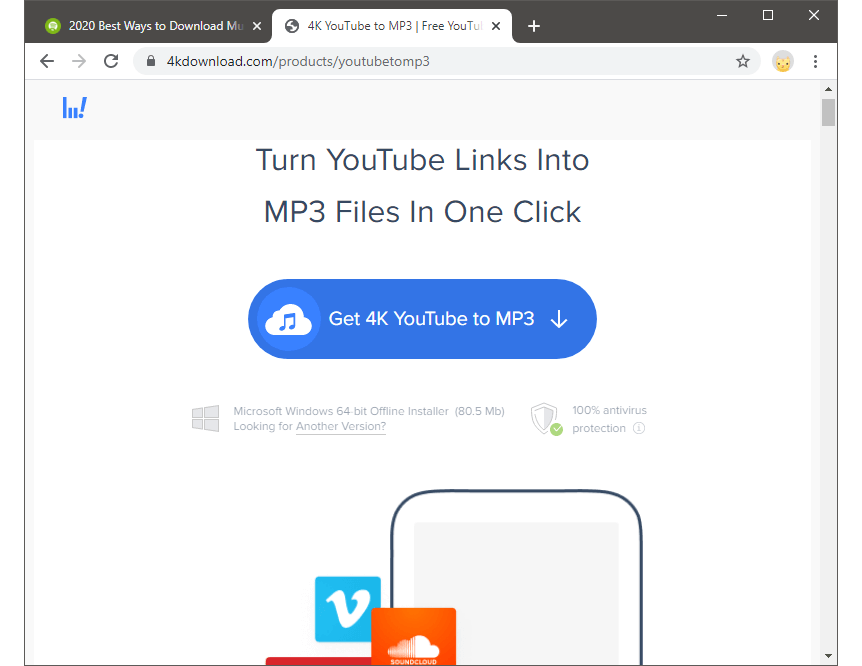 2020 Best Ways to Download Mu
4K YouTube to MP3 | Free YouTu
4kdownload.com/products/youtubetomp3
Turn YouTube Links Into
MP3 Files In One Click
Get 4K YouTube to MP3
Microsoft Windows 64-bit Offline Installer (80.5 Mb)
Looking for Another Version?
100% antivirus
protection
SOUNDCLOUD